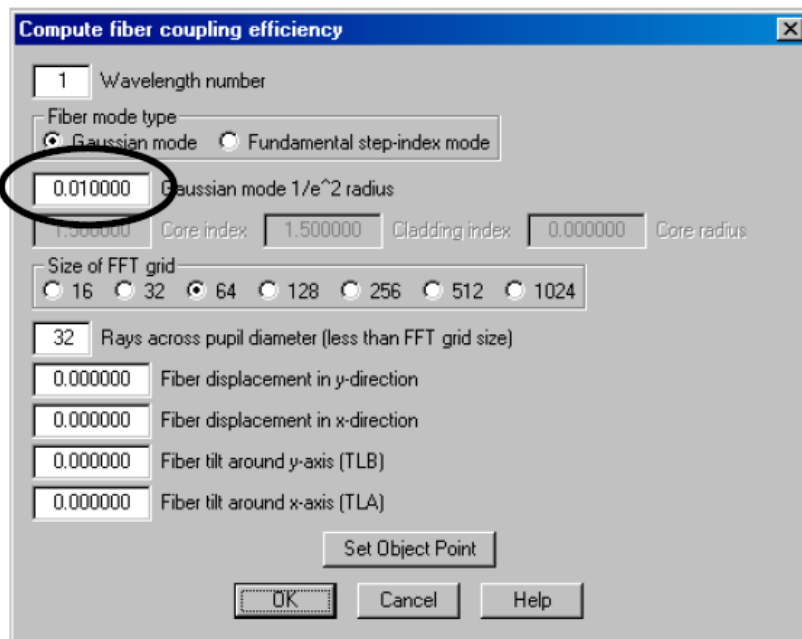 Compute fiber coupling efficiency
1 Wavelength number
Fiber mode type
Gaussian mode Fundamental step-index mode
0.010000 Gaussian mode 1/e^2 radius
1.500000 Core index 1.500000 Cladding index 0.000000 Core radius
Size of FFT grid
16 32 64 128 256 512 1024
32 Rays across pupil diameter (less than FFT grid size)
0.000000 Fiber displacement in y-direction
0.000000 Fiber displacement in x-direction
0.000000 Fiber tilt around y-axis (TLB)
0.000000 Fiber tilt around x-axis (TLA)
Set Object Point
OK Cancel Help